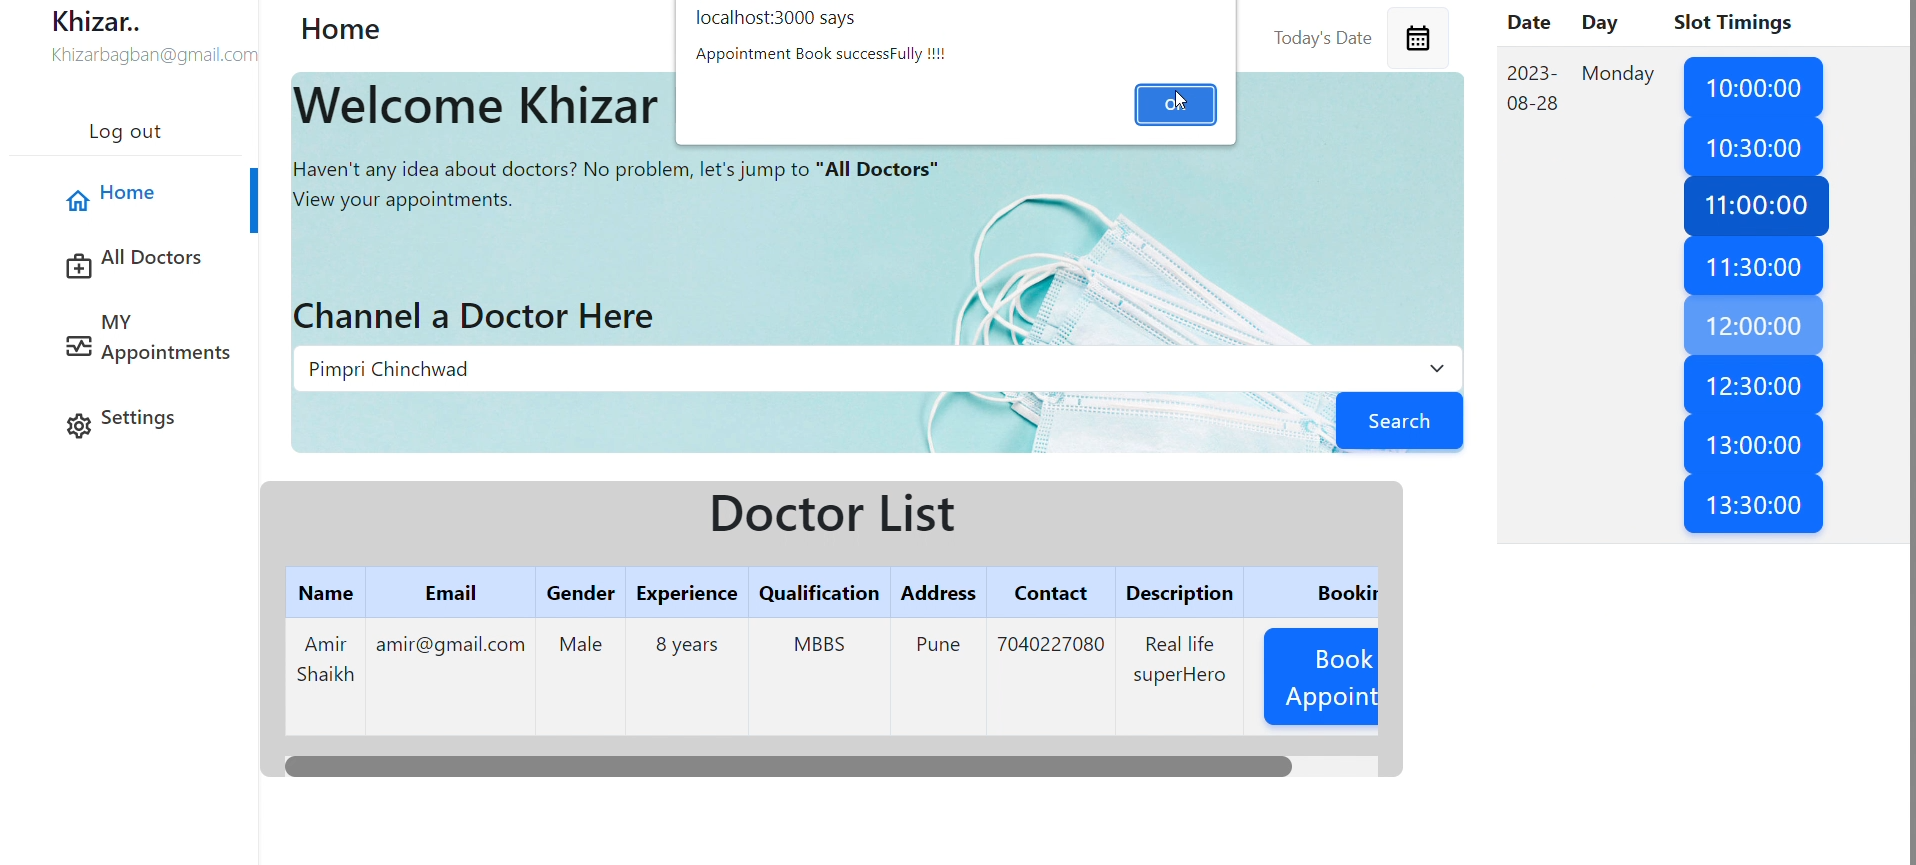 Khizar..
Khizarbagban@gmail.com
Log out
Home
All Doctors
MY
Appointments
Settings
Home
localhost:3000 says
Appointment Book successFully !!!!
Today's Date
Welcome Khizar
Haven't any idea about doctors? No problem, let's jump to "All Doctors"
View your appointments.
Channel a Doctor Here
Pimpri Chinchwad
Search
Doctor List
Name Email Gender Experience Qualification Address Contact Description
Amir amir@gmail.com Male 8 years MBBS Pune 7040227080 Real life
Shaikh superHero
Book
Appoint
Date Day Slot Timings
2023- Monday
08-28
10:00:00
10:30:00
11:00:00
11:30:00
12:00:00
12:30:00
13:00:00
13:30:00